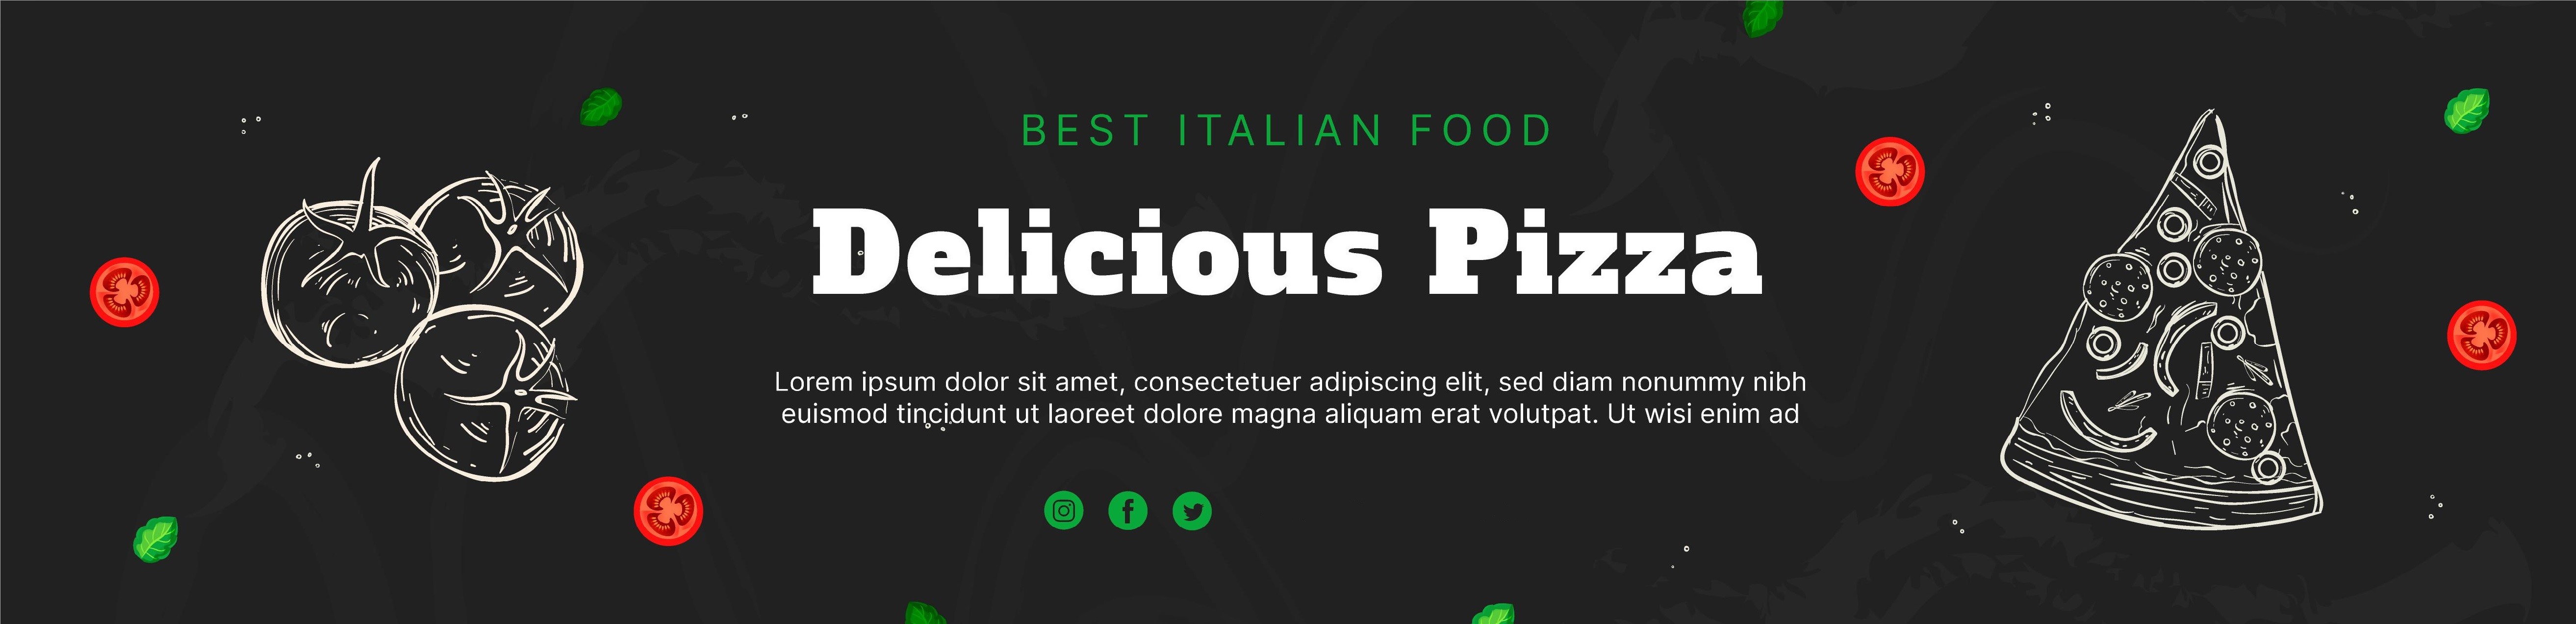 BEST ITALIAN FOOD
Delicious Pizza
Lorem ipsum dolor sit amet, consectetuer adipiscing elit, sed diam nonummy nibh
euismod tincidunt ut laoreet dolore magna aliquam erat volutpat. Ut wisi enim ad